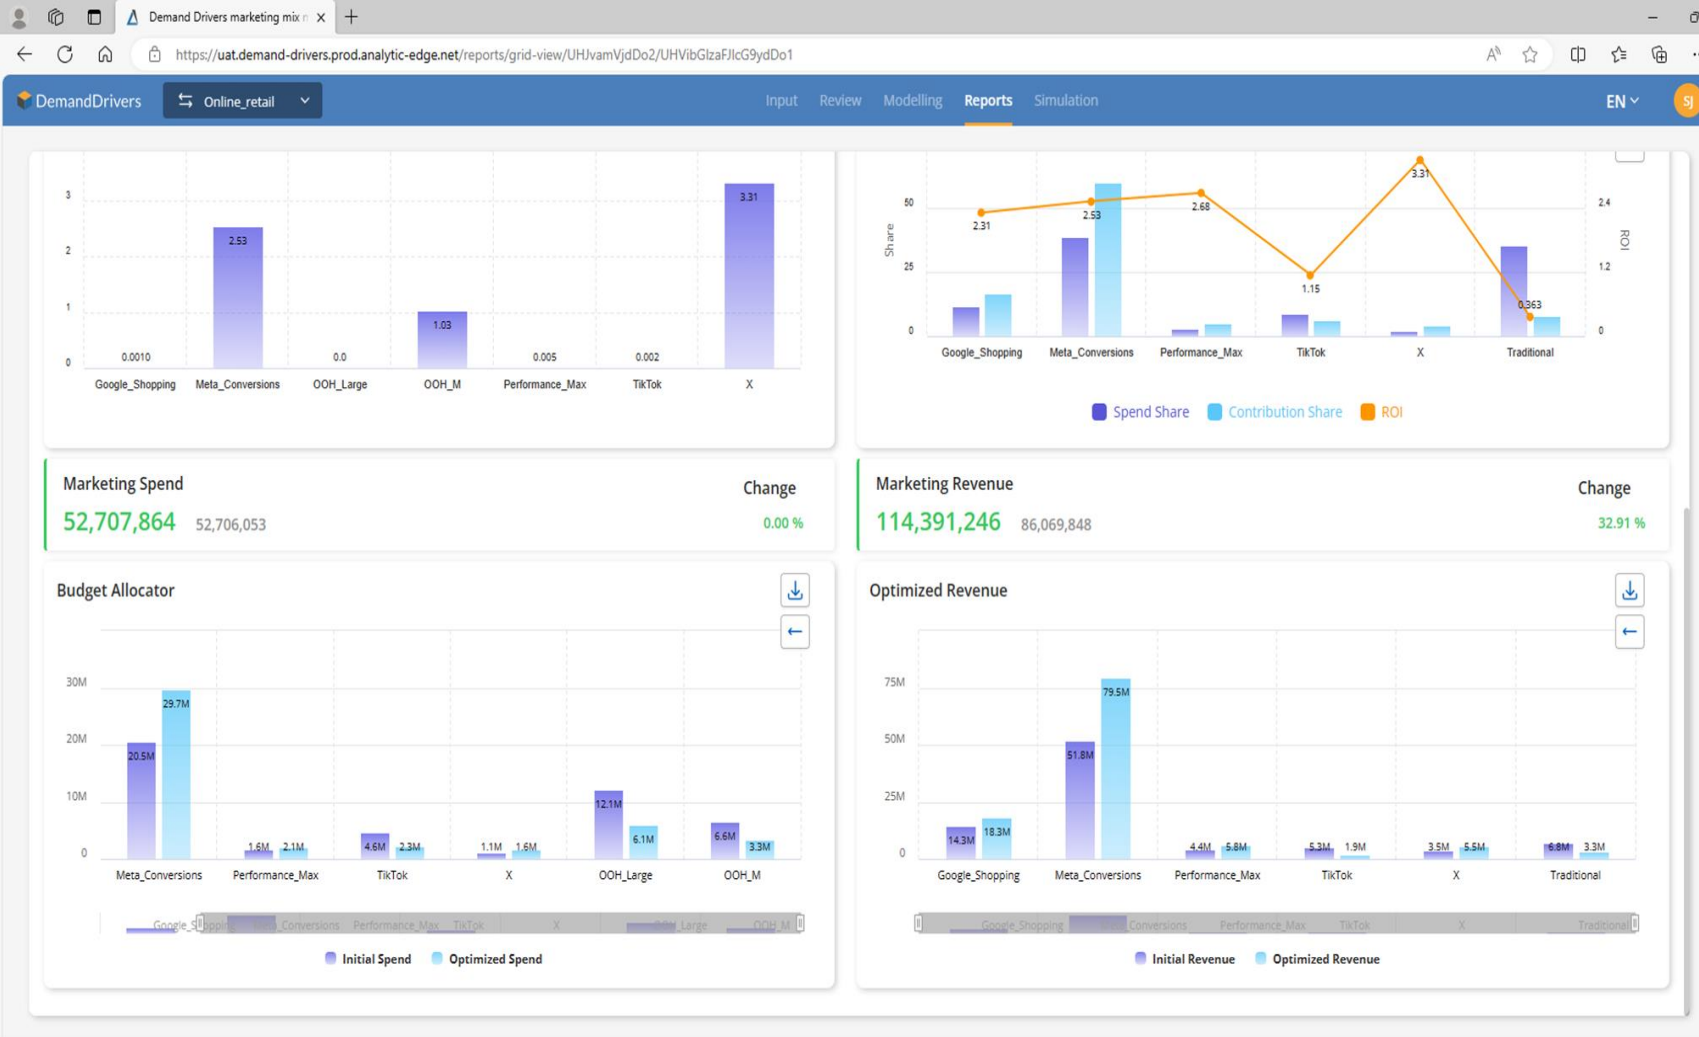 Demand Drivers marketing mix
https://uat.demand-drivers.prod.analytic-edge.net/reports/grid-view/UHJvamVjdDo2/UHVibGlzaFJlcG9ydDo1
DemandDrivers
Online_retail
Input Review Modelling Reports Simulation
EN
SJ
3
2
1
0
0.0010
2.53
0.0
1.03
0.005
0.002
3.31
Google_Shopping Meta_Conversions OOH_Large OOH_M Performance_Max TikTok X
Share
50
25
0
2.31
2.53
2.68
1.15
3.31
0.363
2.4
1.2
0
ROI
Google_Shopping Meta_Conversions Performance_Max TikTok X Traditional
Spend Share Contribution Share ROI
Marketing Spend
Change
52,707,864 52,706,053
0.00 %
Marketing Revenue
Change
114,391,246 86,069,848
32.91 %
Budget Allocator
30M
20M
10M
0
20.5M 29.7M
1.6M 2.1M
4.6M 2.3M
1.1M 1.6M
12.1M 6.1M
6.6M 3.3M
Meta_Conversions Performance_Max TikTok X OOH_Large OOH_M
Performance_Max TikTok X
Initial Spend Optimized Spend
Optimized Revenue
75M
50M
25M
0
14.3M 18.3M
51.8M 79.5M
4.4M 5.8M
5.3M 1.9M
3.5M 5.5M
6.8M 3.3M
Google_Shopping Meta_Conversions Performance_Max TikTok X Traditional
Google_Shopping Performance_Max TikTok X Traditional
Initial Revenue Optimized Revenue